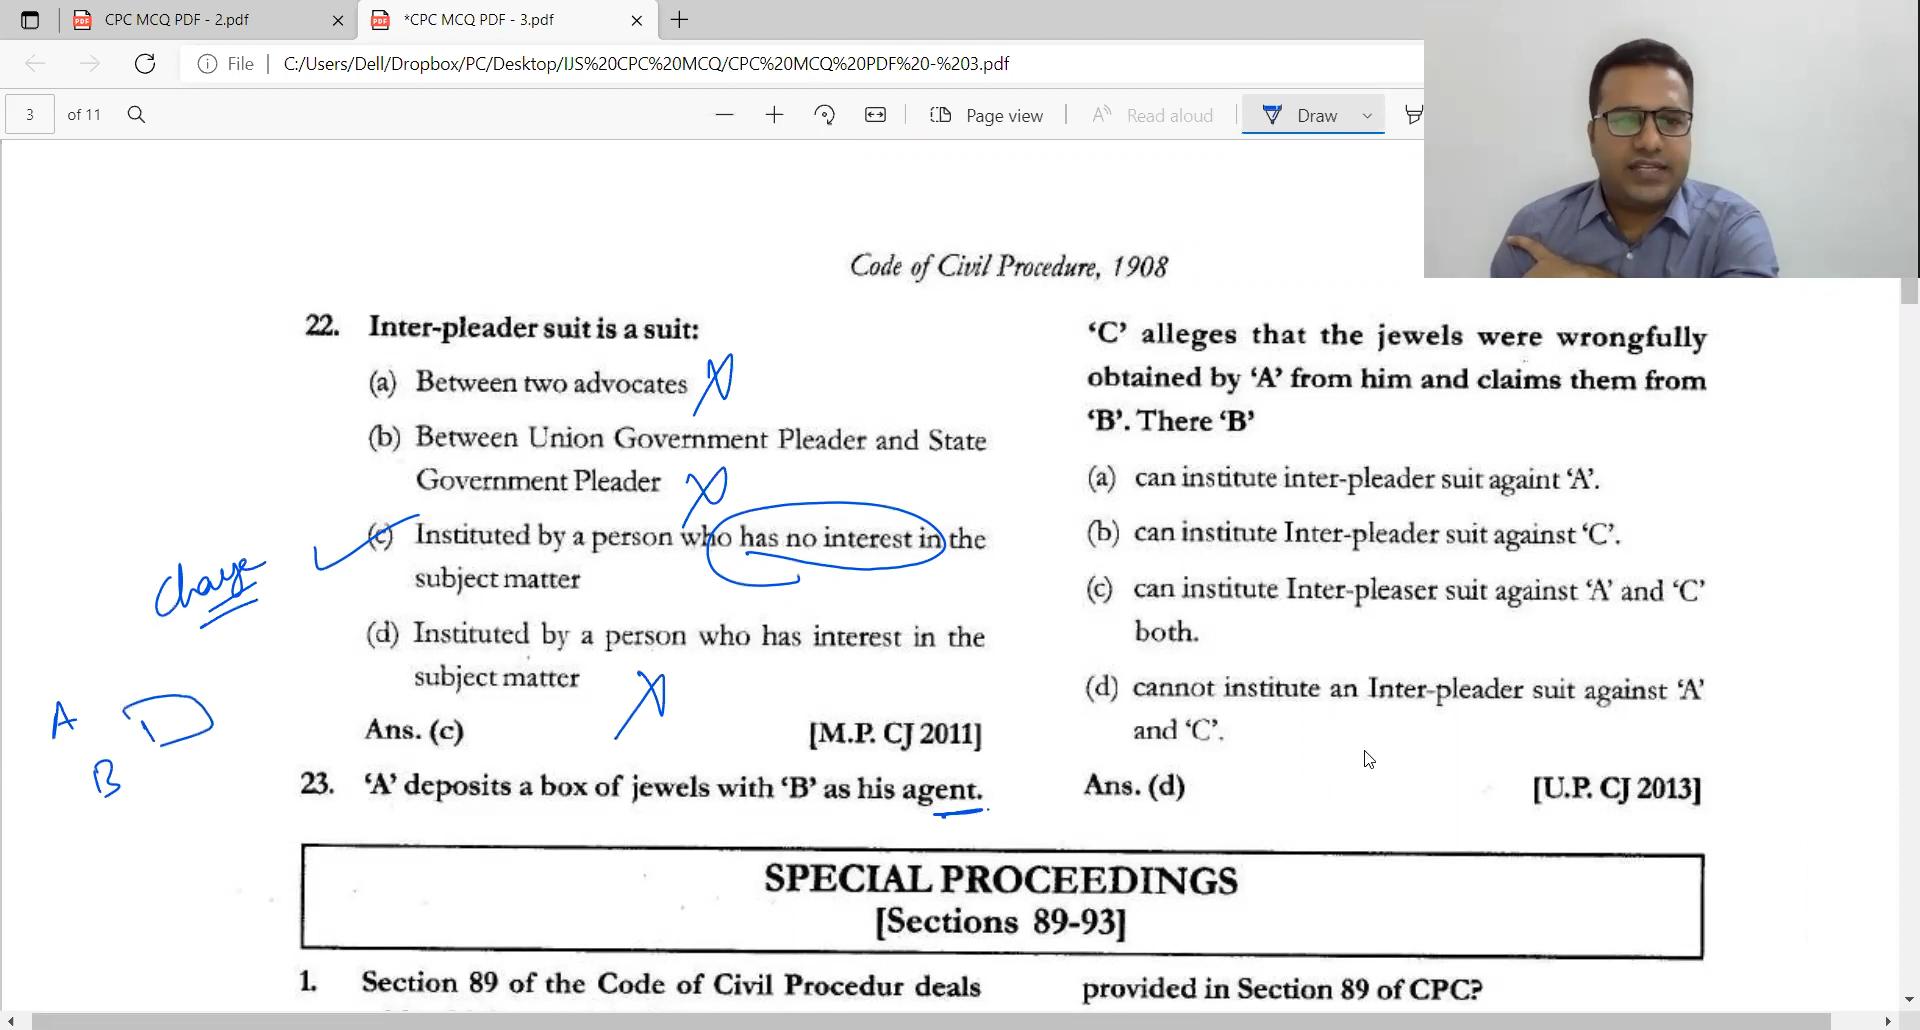 CPC MCQ PDF - 2.pdf
*CPC MCQ PDF - 3.pdf
File
C:/Users/Dell/Dropbox/PC/Desktop/IJS%20CPC%20MCQ/CPC%20MCQ%20PDF%20-%203.pdf
3 of 11
Page view
Read aloud
Draw
Code of Civil Procedure, 1908
22. Inter-pleader suit is a suit:
(a) Between two advocates
(b) Between Union Government Pleader and State
Government Pleader
(c) Instituted by a person who has no interest in the
subject matter
(d) Instituted by a person who has interest in the
subject matter
Ans. (c) [M.P. CJ 2011]
23. ‘A’ deposits a box of jewels with ‘B’ as his agent.
A
B
‘C’ alleges that the jewels were wrongfully
obtained by ‘A’ from him and claims them from
‘B’. There ‘B’
(a) can institute inter-pleader suit againt ‘A’.
(b) can institute Inter-pleader suit against ‘C’.
(c) can institute Inter-pleaser suit against ‘A’ and ‘C’
both.
(d) cannot institute an Inter-pleader suit against ‘A’
and ‘C’.
Ans. (d) [U.P. CJ 2013]
SPECIAL PROCEEDINGS
[Sections 89-93]
1. Section 89 of the Code of Civil Procedur deals
provided in Section 89 of CPC?